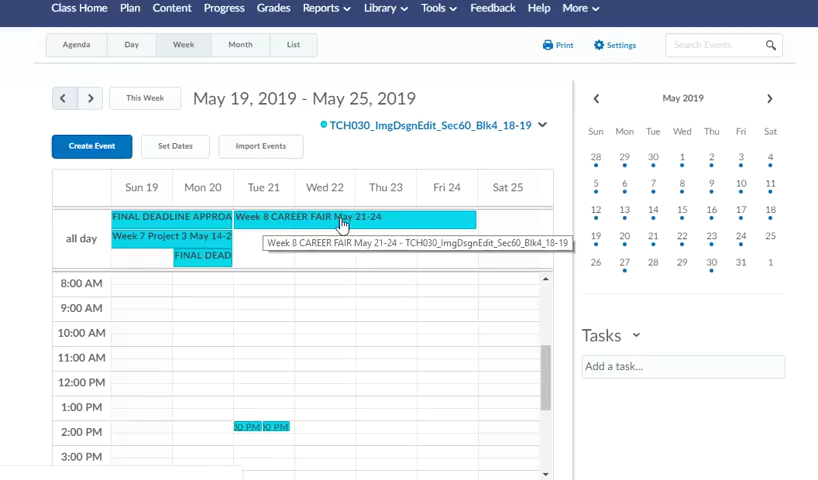 Class Home Plan Content Progress Grades Reports Library Tools Feedback Help More
Agenda Day Week Month List Print Settings Search Events
This Week May 19, 2019 - May 25, 2019
TCH030_ImgDsgnEdit_Sec60_Blk4_18-19
Create Event Set Dates Import Events
Sun 19 Mon 20 Tue 21 Wed 22 Thu 23 Fri 24 Sat 25
all day
FINAL DEADLINE APPROA Week 8 CAREER FAIR May 21-24
Week 7 Project 3 May 14-2
FINAL DEAD
Week 8 CAREER FAIR May 21-24 - TCH030_ImgDsgnEdit_Sec60_Blk4_18-19
8:00 AM
9:00 AM
10:00 AM
11:00 AM
12:00 PM
1:00 PM
2:00 PM
3:00 PM
May 2019
Sun Mon Tue Wed Thu Fri Sat
28 29 30 1 2 3 4
5 6 7 8 9 10 11
12 13 14 15 16 17 18
19 20 21 22 23 24 25
26 27 28 29 30 31 1
Tasks
Add a task...